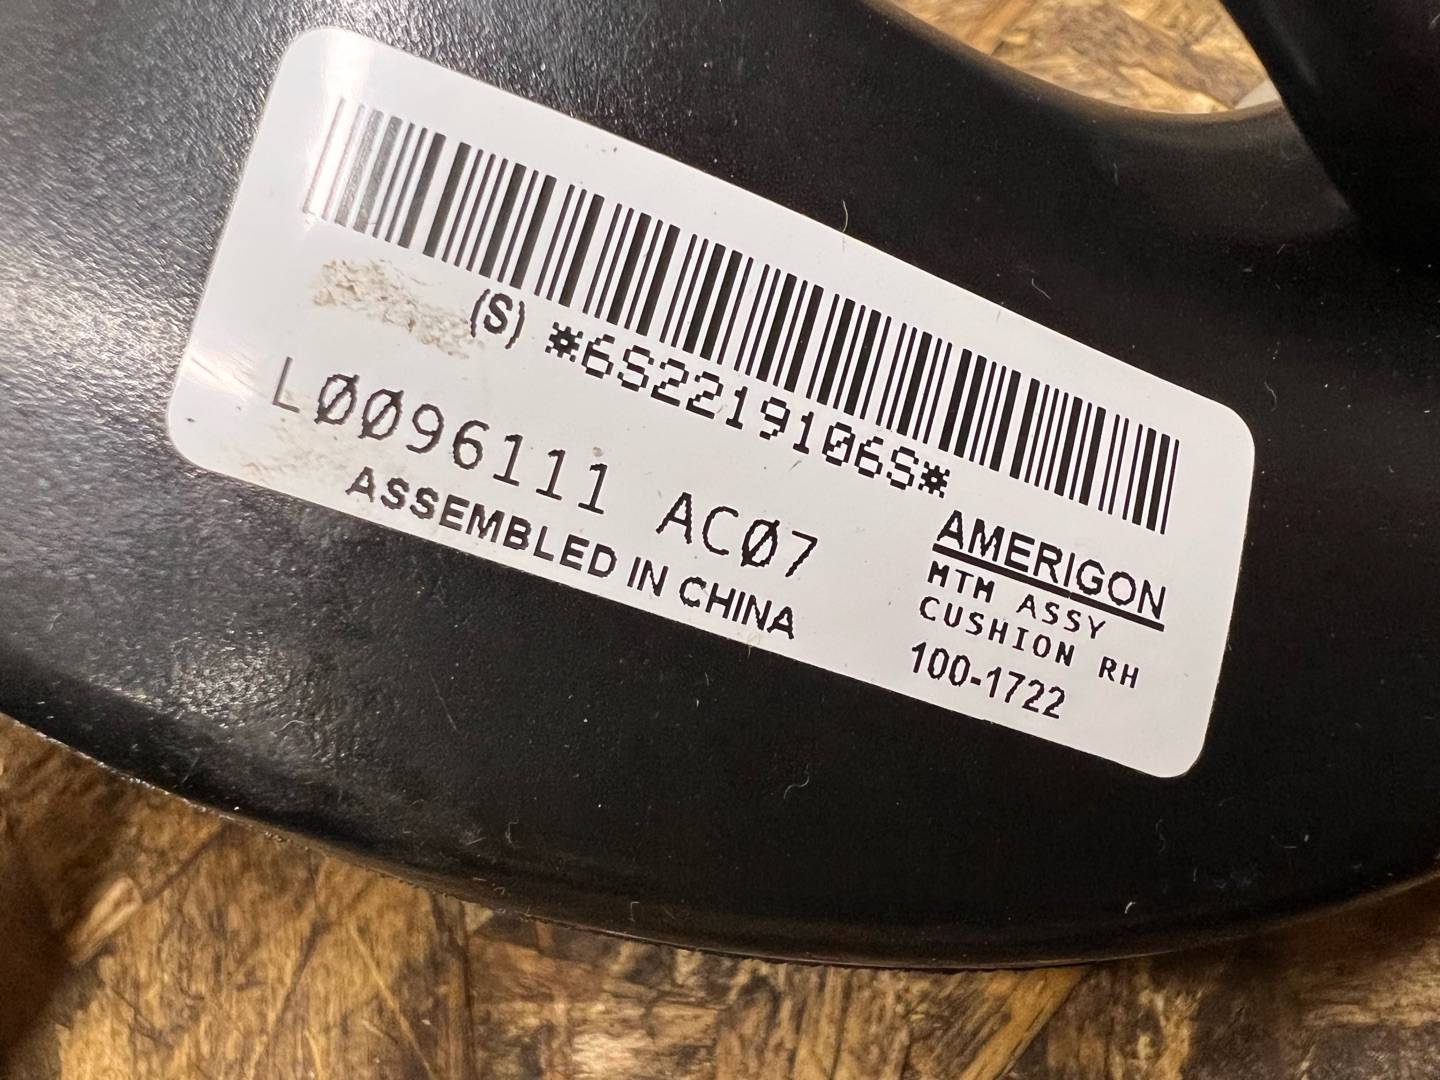 (S) *6S2219106S*
L0096111 AC07
ASSEMBLED IN CHINA
AMERIGON
MTM ASSY
CUSHION RH
100-1722